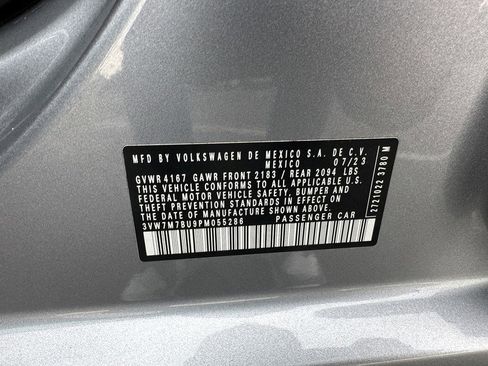 MFD BY VOLKSWAGEN DE MEXICO S.A. DE C.V.
MEXICO 07/23
GVWR 4167 GAWR FRONT 2183 / REAR 2094 LBS
THIS VEHICLE CONFORMS TO ALL APPLICABLE U.S.
FEDERAL MOTOR VEHICLE SAFETY, BUMPER AND
THEFT PREVENTION STANDARDS IN EFFECT ON THE
DATE OF MANUFACTURE SHOWN ABOVE.
3VW7M7BU9PM055286 PASSENGER CAR
2721022 3780 M